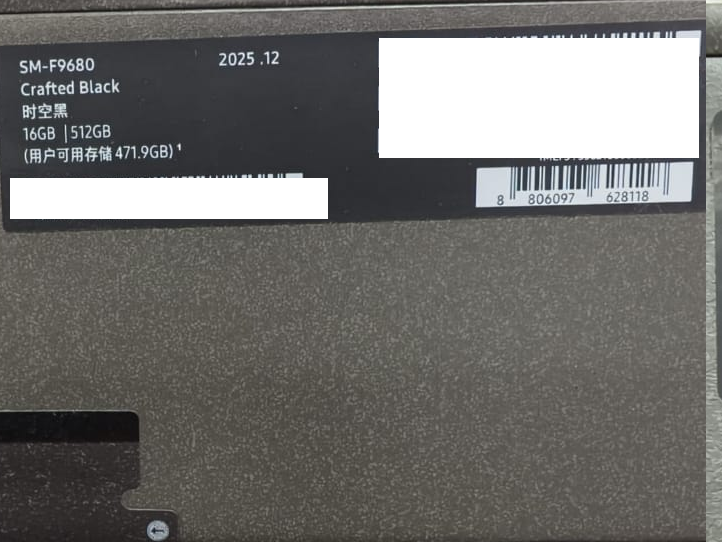 SM-F9680
2025 .12
Crafted Black
时空黑
16GB | 512GB
(用户可用存储 471.9GB) ¹
8 806097 628118